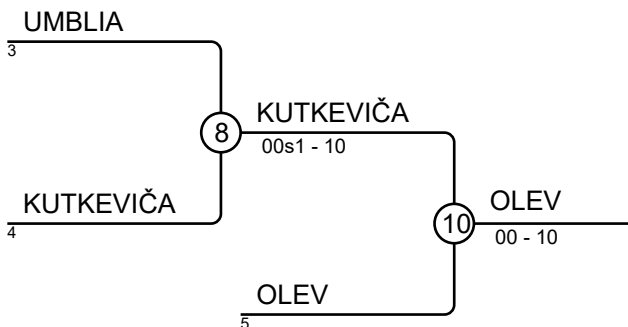 UMBLIA
3
8
KUTKEVIČA
00s1 - 10
KUTKEVIČA
4
10
OLEV
00 - 10
OLEV
5